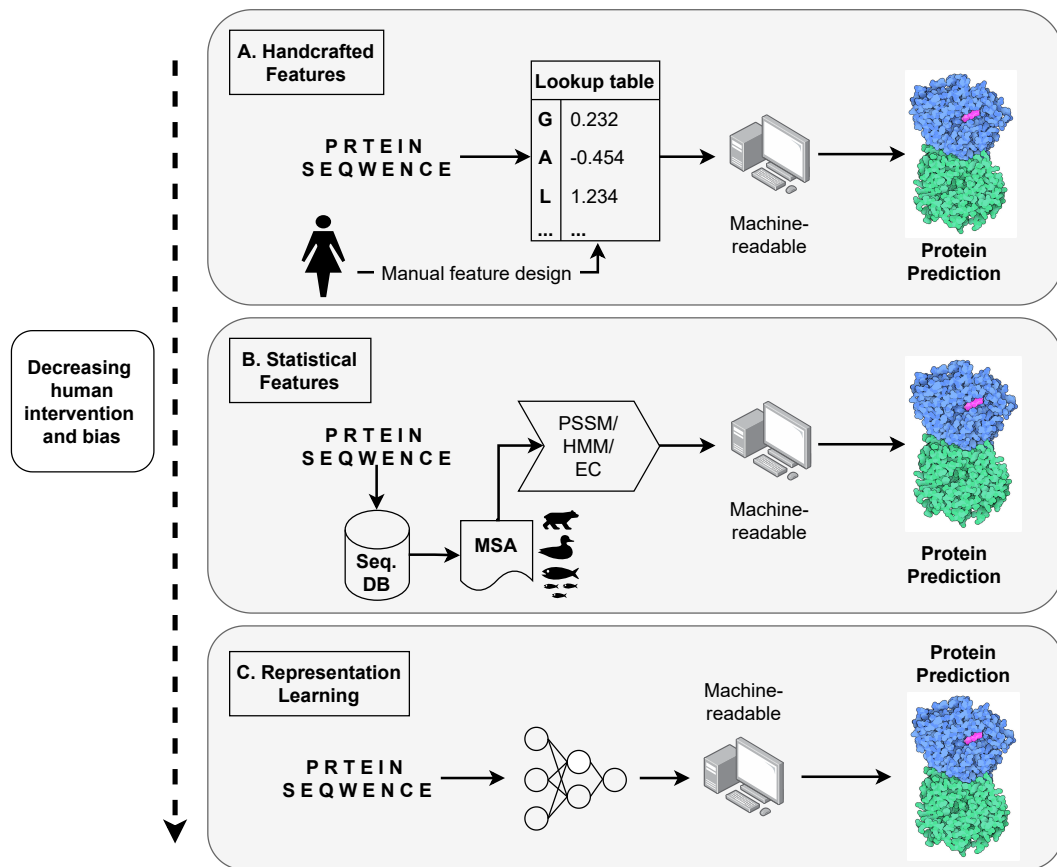 A. Handcrafted
Features
P R T E I N
S E Q W E N C E
Lookup table
G 0.232
A -0.454
L 1.234
... ...
Manual feature design
Machine-
readable
Protein
Prediction
Decreasing
human
intervention
and bias
B. Statistical
Features
P R T E I N
S E Q W E N C E
Seq.
DB
MSA
PSSM/
HMM/
EC
Machine-
readable
Protein
Prediction
C. Representation
Learning
P R T E I N
S E Q W E N C E
Machine-
readable
Protein
Prediction